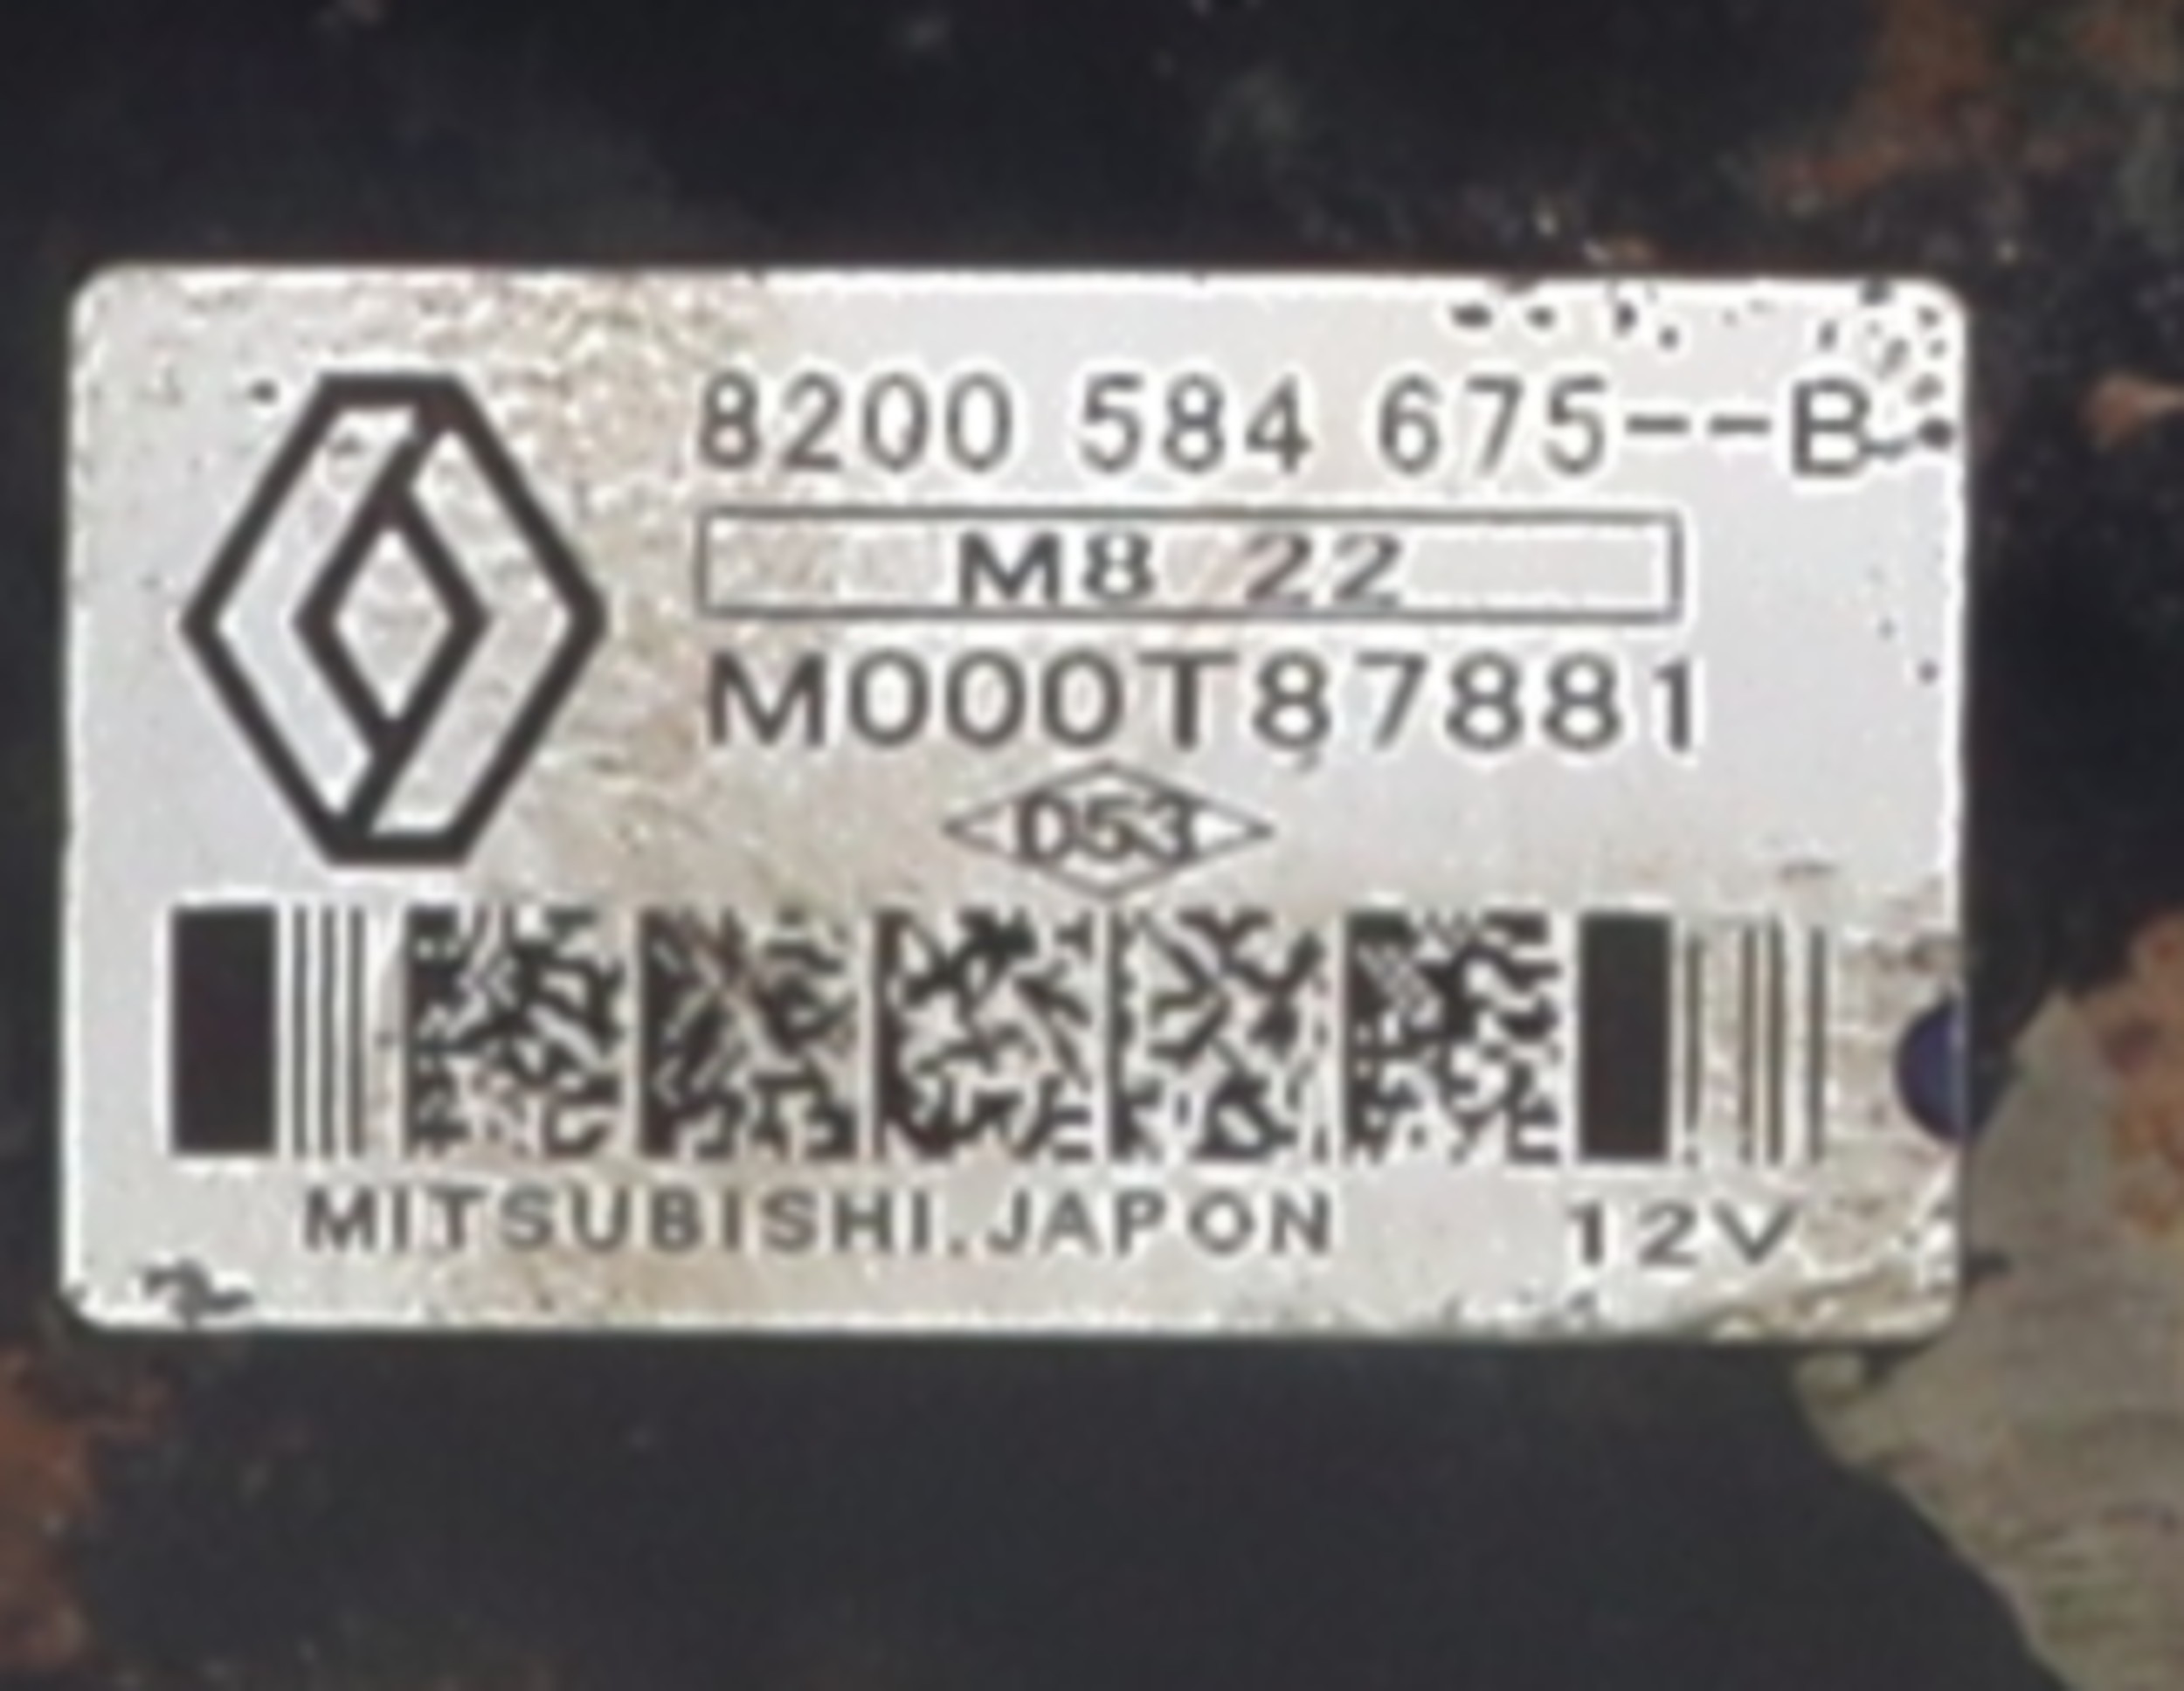 8200 584 675--B
M8 22
M000T87881
D53
MITSUBISHI.JAPON 12V